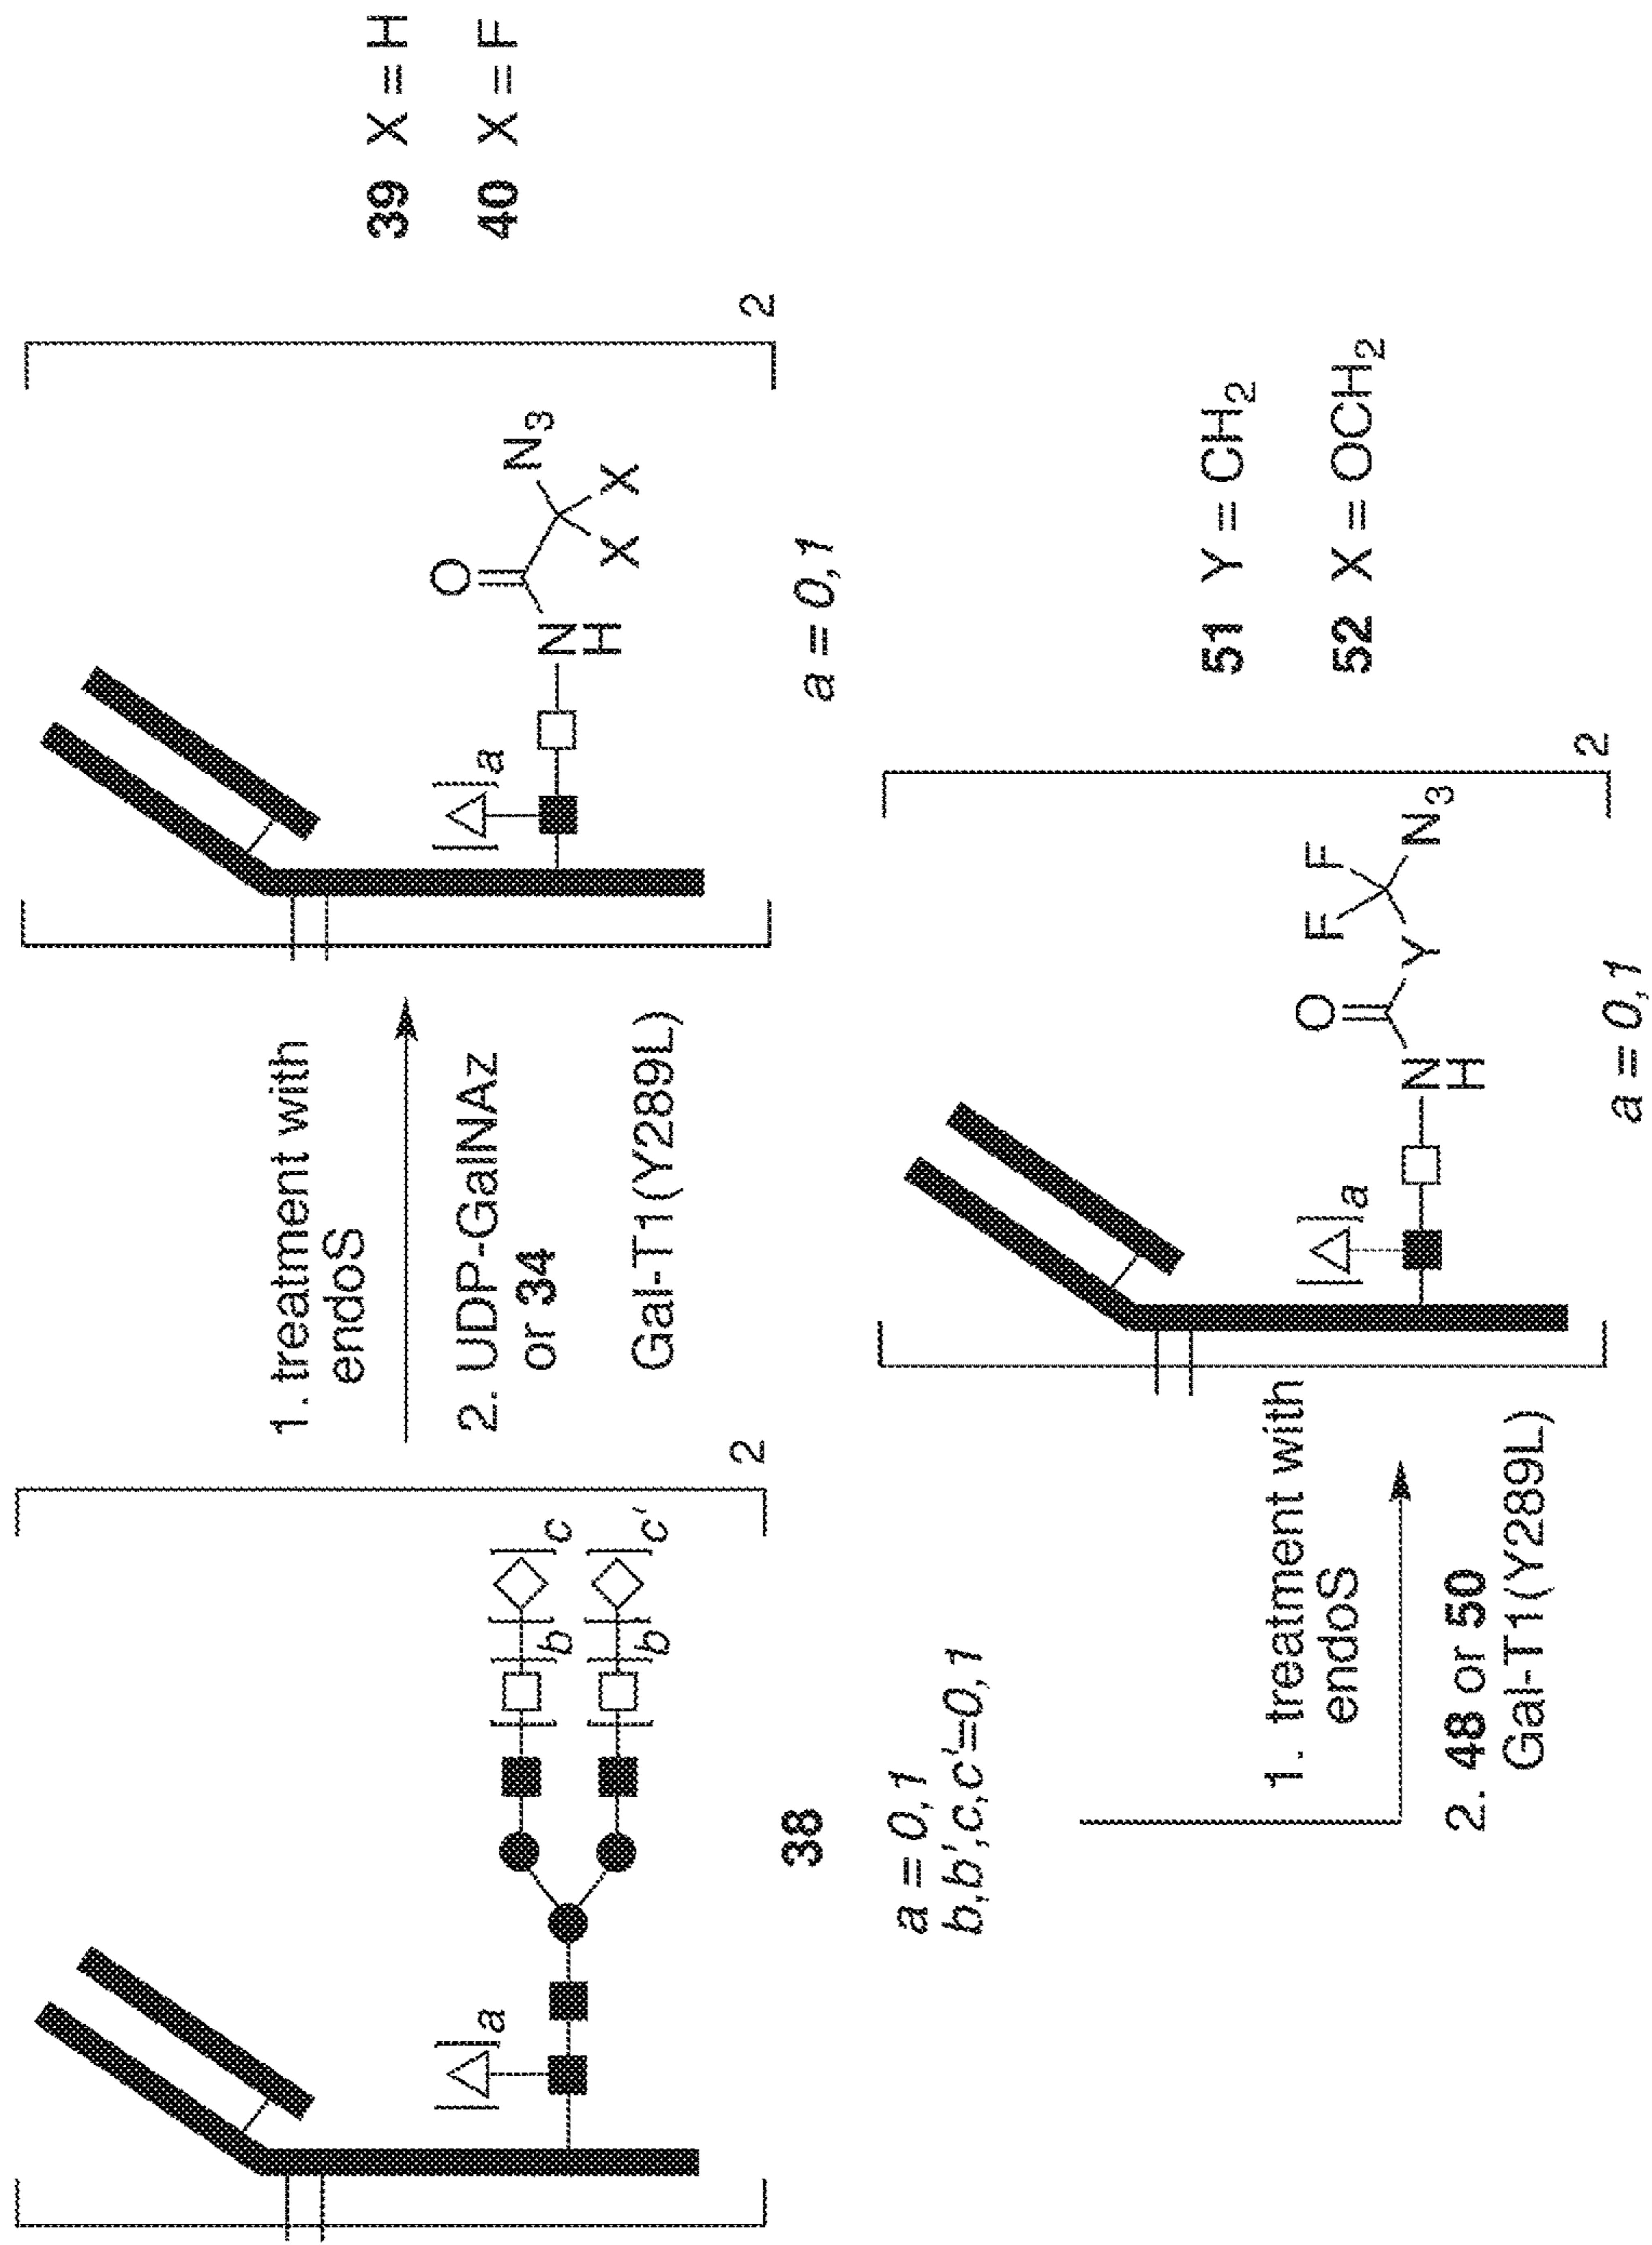 1. treatment with
endoS
2. UDP-GalNAz
or 34
Gal-T1(Y289L)
a
b
c
b
c'
2
38
a = 0,1
b,b',c,c'=0,1
a
O
N
H
N3
X
X
2
a = 0,1
39 X = H
40 X = F
1. treatment with
endoS
2. 48 or 50
Gal-T1(Y289L)
a
O
N
H
Y
F
F
N3
2
a = 0,1
51 Y = CH2
52 X = OCH2